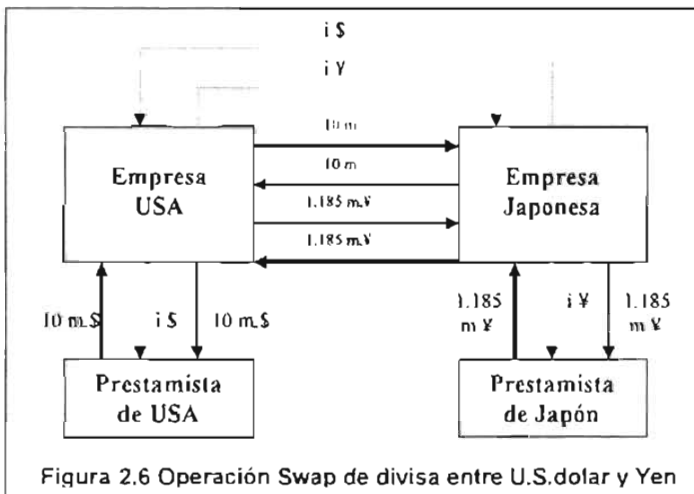 i $
i ¥
10 m
10 m
1.185 m.¥
1.185 m.¥
Empresa
USA
Empresa
Japonesa
10 m.$
i $
10 m.$
1.185
m ¥
i ¥
1.185
m ¥
Prestamista
de USA
Prestamista
de Japón
Figura 2.6 Operación Swap de divisa entre U.S.dolar y Yen